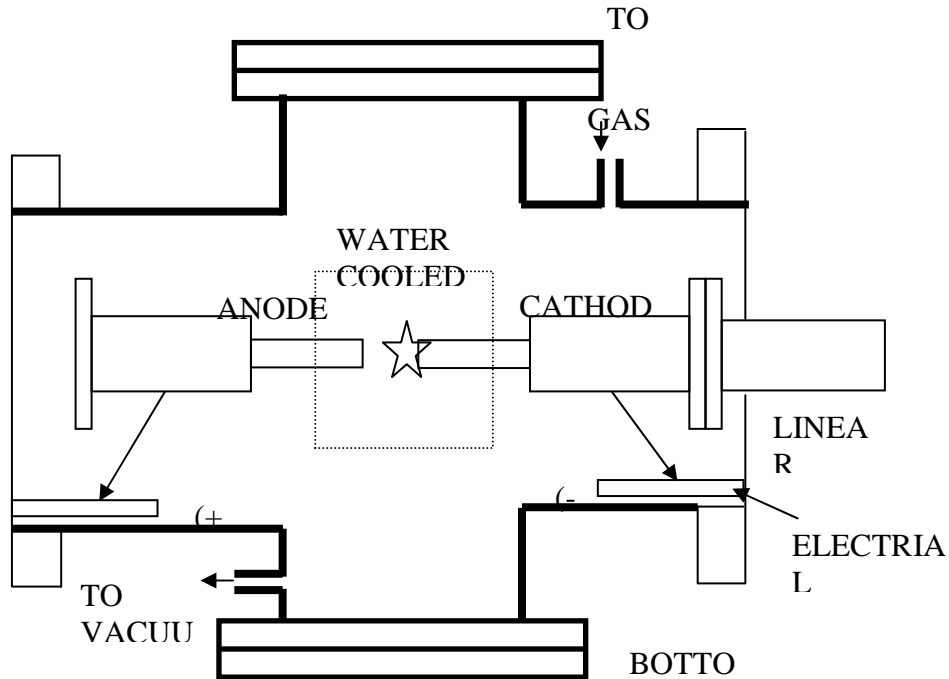 TO
GAS
WATER
COOLED
ANODE
CATHOD
LINEA
R
(+
(-
ELECTRIA
L
TO
VACUU
BOTTO